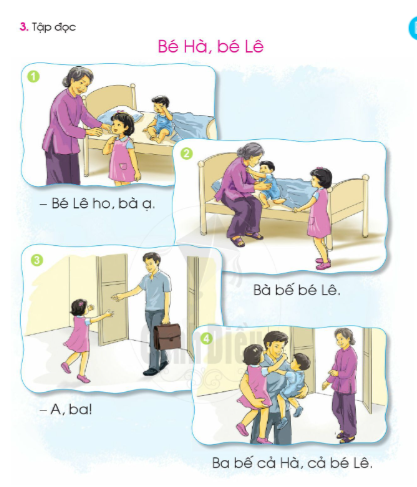 3. Tập đọc
Bé Hà, bé Lê
1
– Bé Lê ho, bà ạ.
2
Bà bế bé Lê.
3
– A, ba!
4
Ba bế cả Hà, cả bé Lê.